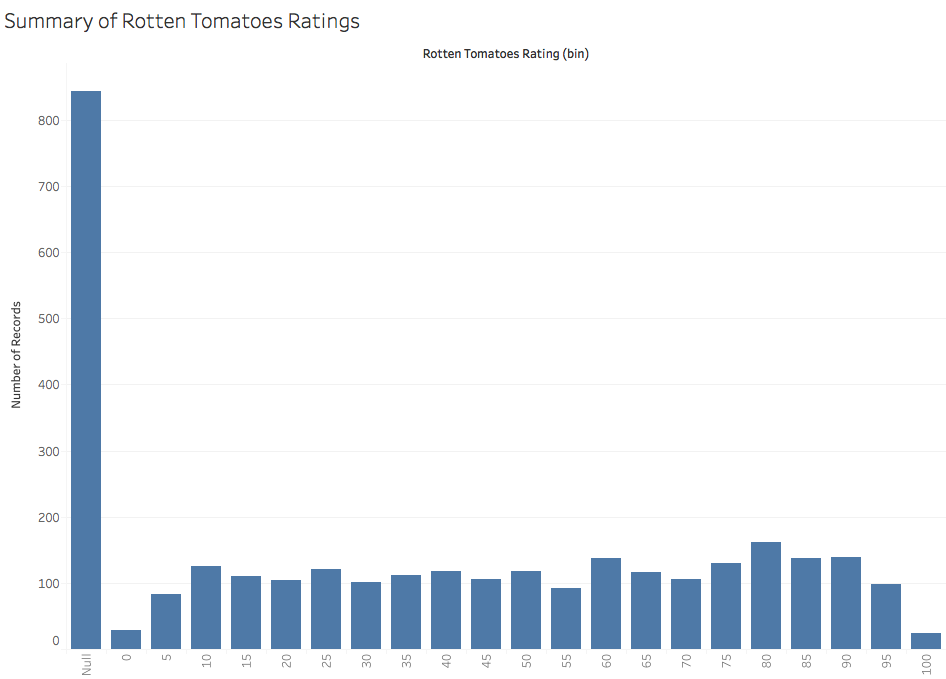 Summary of Rotten Tomatoes Ratings
Rotten Tomatoes Rating (bin)
Number of Records
800
700
600
500
400
300
200
100
0
Null 0 5 10 15 20 25 30 35 40 45 50 55 60 65 70 75 80 85 90 95 100